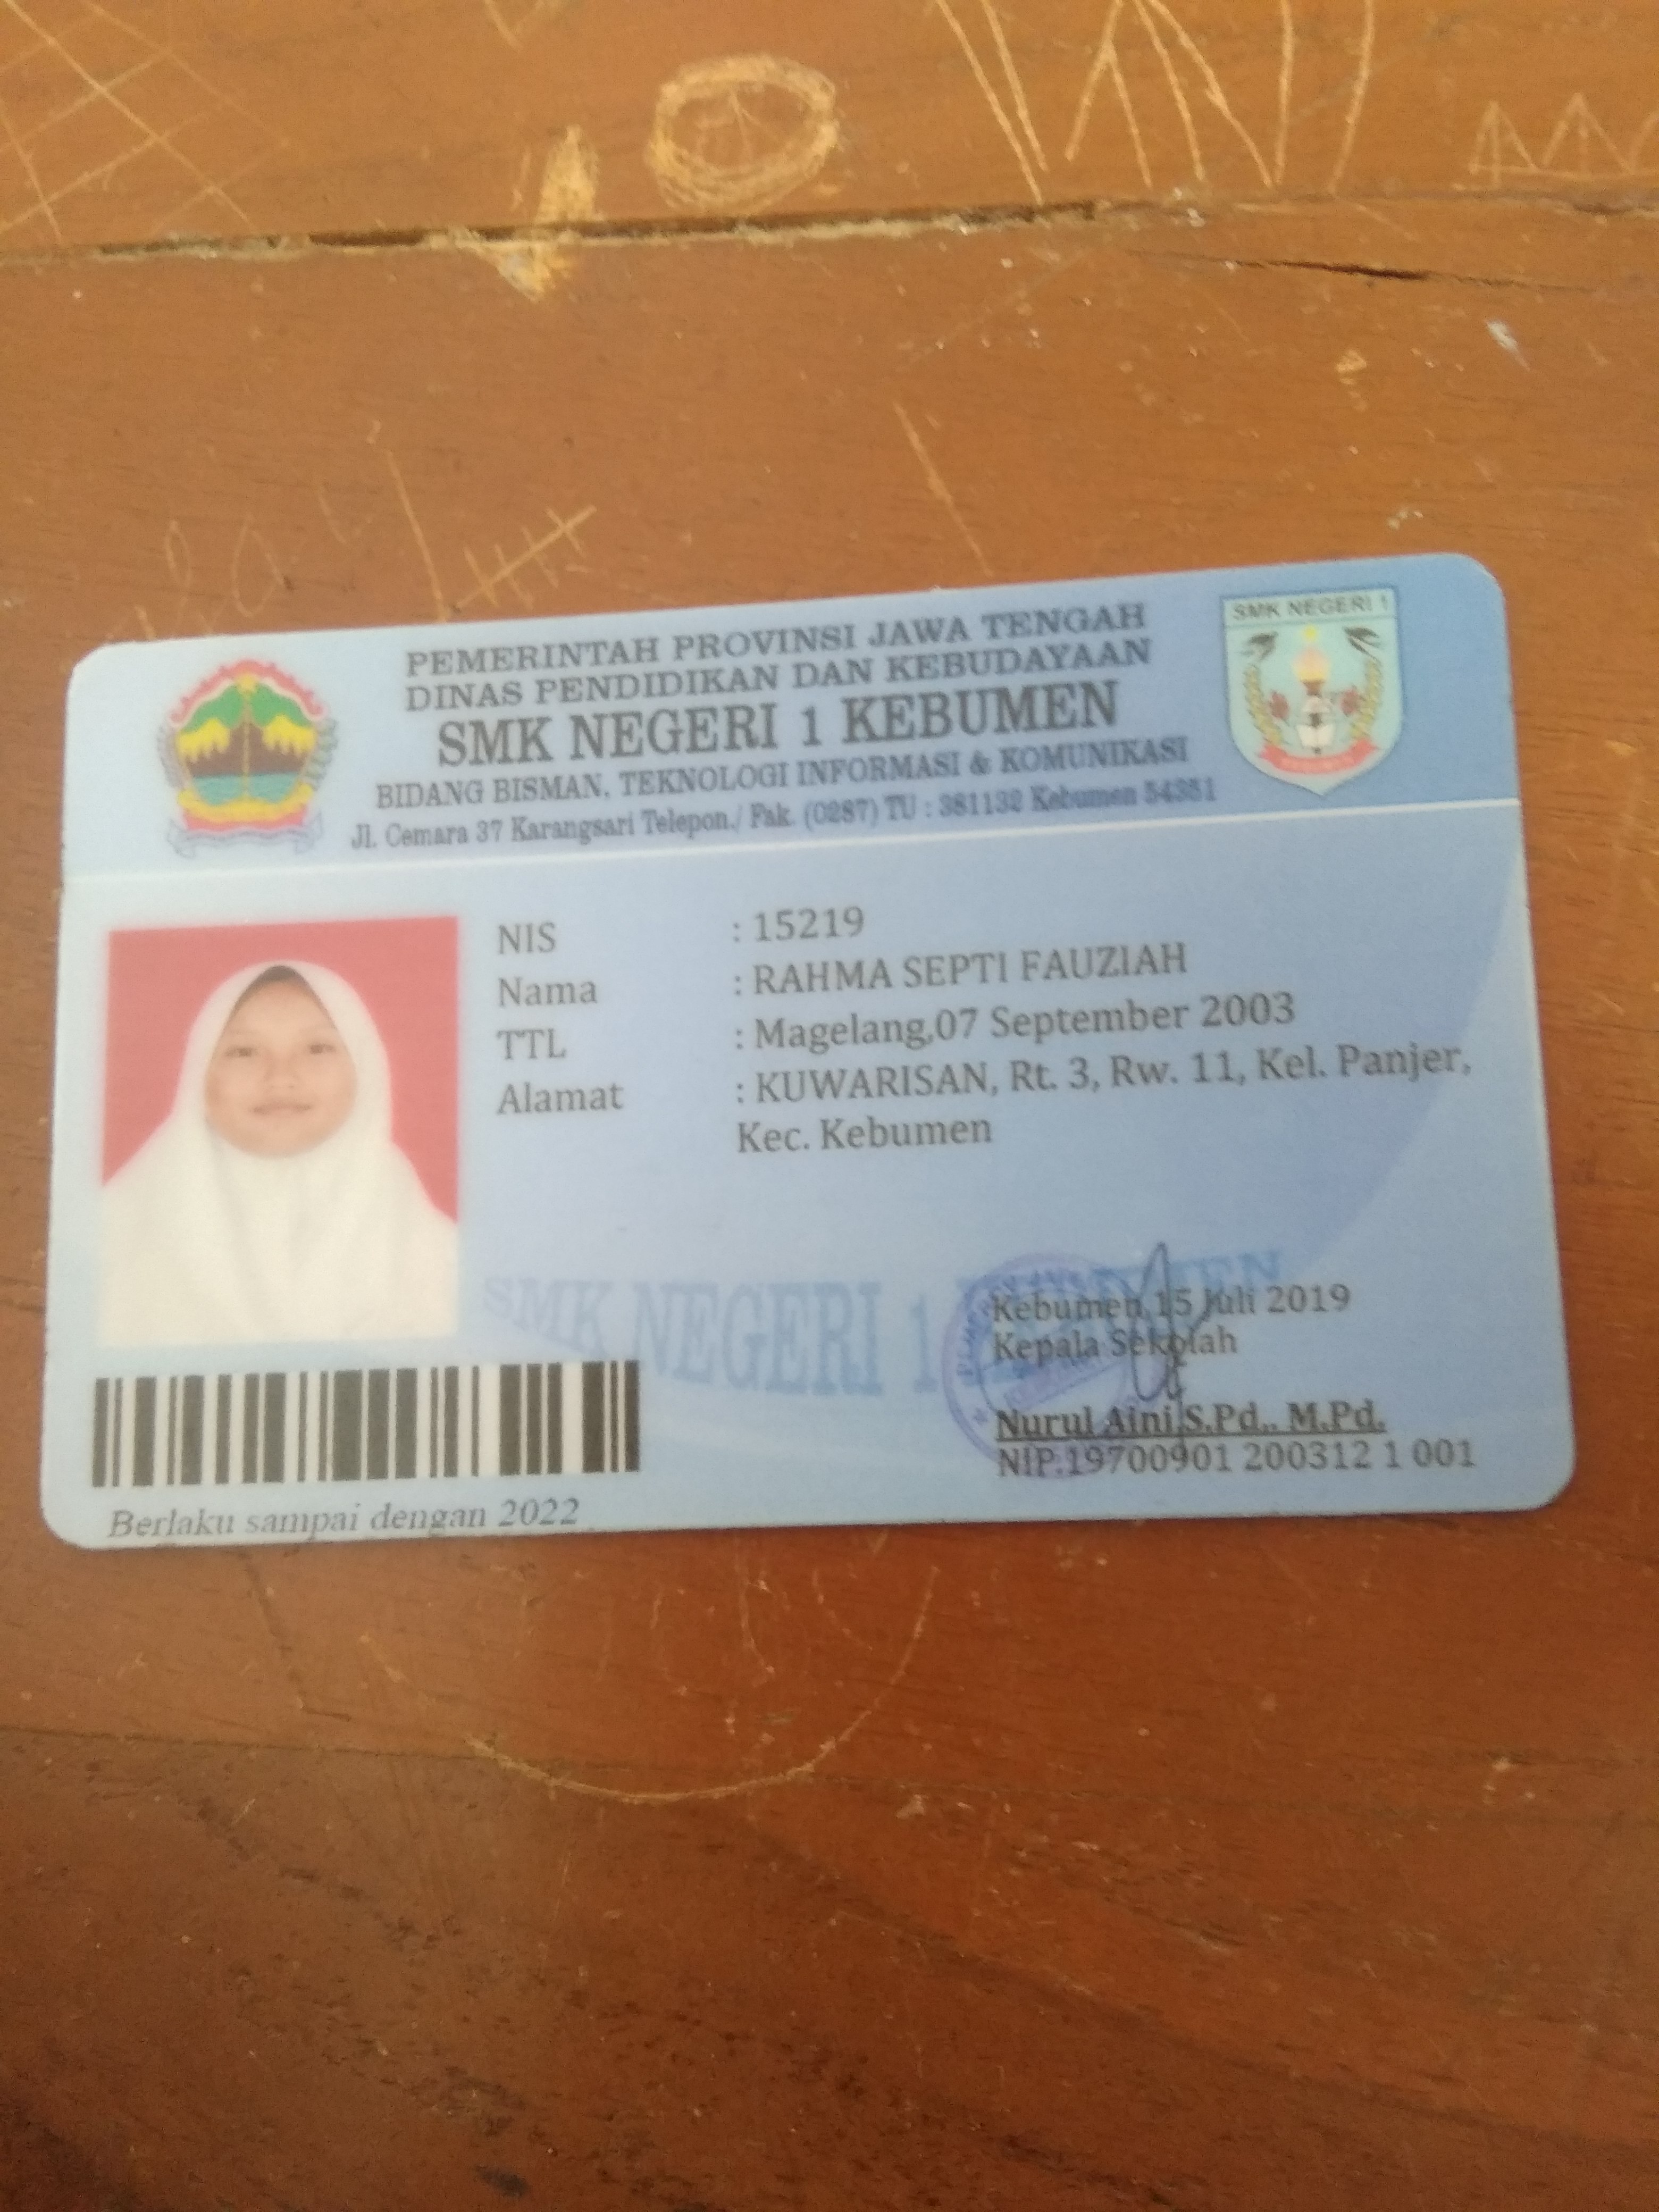 PEMERINTAH PROVINSI JAWA TENGAH
DINAS PENDIDIKAN DAN KEBUDAYAAN
SMK NEGERI 1 KEBUMEN
BIDANG BISMAN. TEKNOLOGI INFORMASI & KOMUNIKASI
Jl. Cemara 37 Karangsari Telepon./ Fak. (0287) TU : 381132 Kebumen 54351
SMK NEGERI 1
NIS : 15219
Nama : RAHMA SEPTI FAUZIAH
TTL : Magelang,07 September 2003
Alamat : KUWARISAN, Rt. 3, Rw. 11, Kel. Panjer,
Kec. Kebumen
SMK NEGERI 1 KEBUMEN
Kebumen,15 Juli 2019
Kepala Sekolah
Nurul Aini,S.Pd., M.Pd.
NIP.19700901 200312 1 001
Berlaku sampai dengan 2022